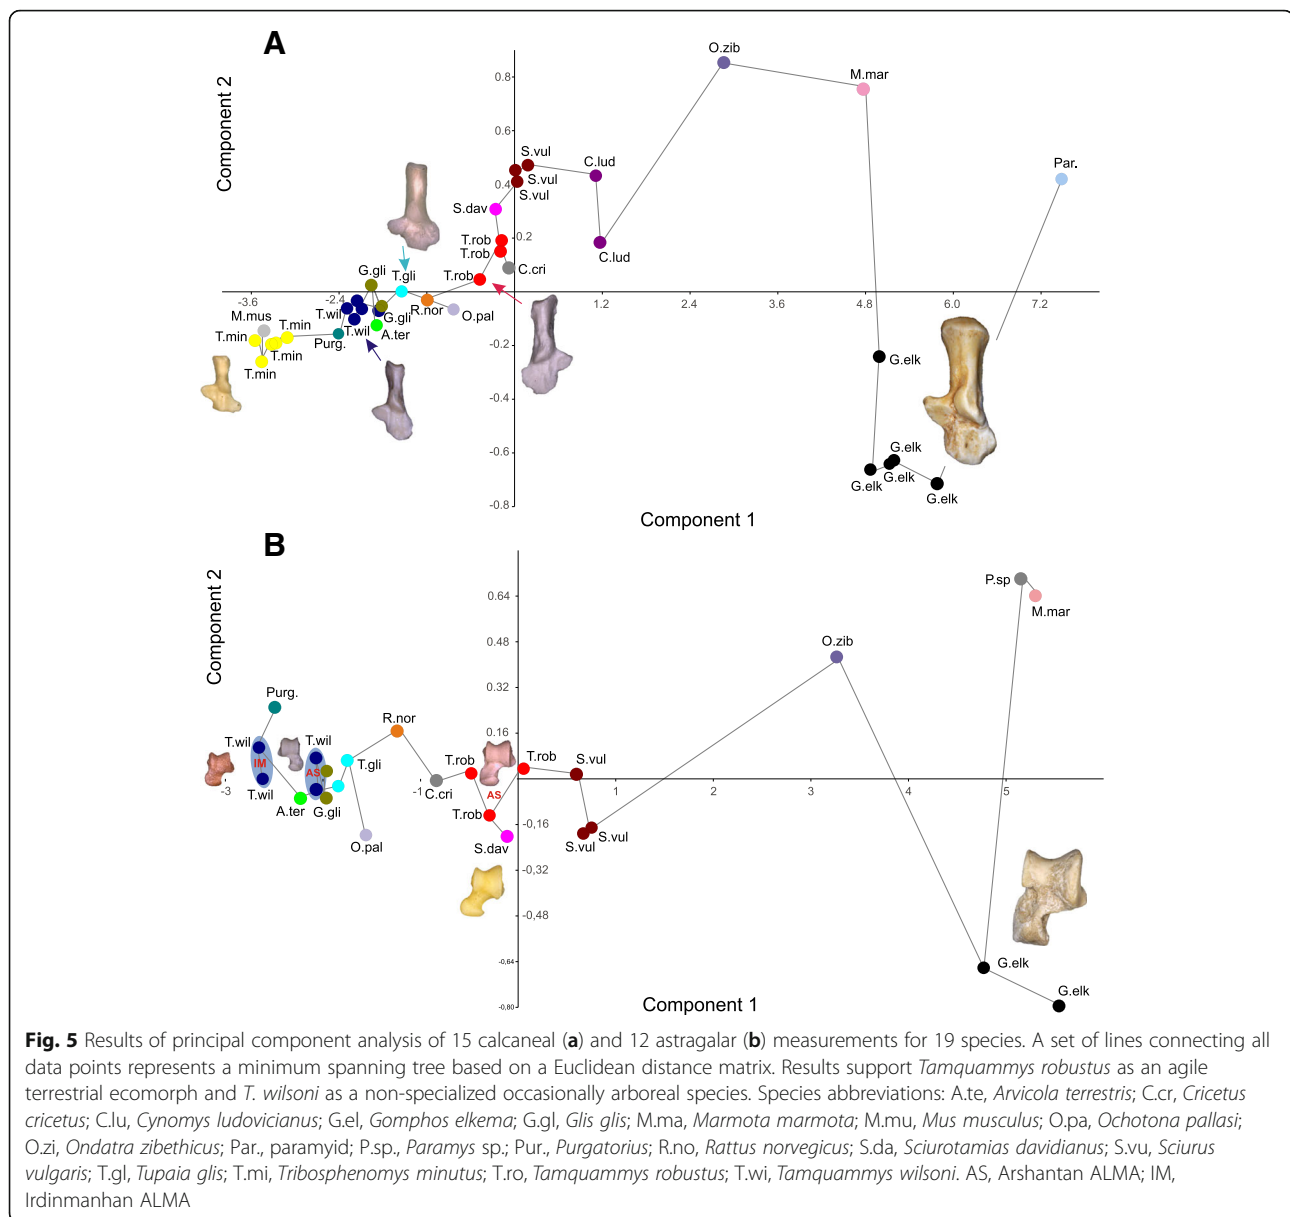 A
Component 2
O.zib
0.8
M.mar
0.6
S.vul
C.lud
Par.
S.vul
0.4
S.vul
S.dav
T.rob
0.2
T.rob
C.lud
G.gli
T.gli
T.rob
C.cri
-3.6
-2.4
1.2
2.4
3.6
4.8
6.0
7.2
M.mus
T.wil
G.gli
R.nor
O.pal
T.min
T.min
Purg.
T.wil
A.ter
-0.2
T.min
G.elk
T.min
-0.4
G.elk
-0.6
G.elk
G.elk
G.elk
-0.8
Component 1
B
Component 2
P.sp
0.64
M.mar
O.zib
0.48
Purg.
0.32
R.nor
T.wil
T.wil
0.16
T.rob
T.rob
S.vul
IM
AS
T.gli
-3
T.wil
-1
C.cri
AS
1
2
3
4
5
A.ter
G.gli
T.rob
-0,16
S.vul
O.pal
S.dav
S.vul
-0,32
-0,48
-0,64
G.elk
G.elk
-0,80
Component 1
Fig. 5 Results of principal component analysis of 15 calcaneal (a) and 12 astragalar (b) measurements for 19 species. A set of lines connecting all
data points represents a minimum spanning tree based on a Euclidean distance matrix. Results support Tamquammys robustus as an agile
terrestrial ecomorph and T. wilsoni as a non-specialized occasionally arboreal species. Species abbreviations: A.te, Arvicola terrestris; C.cr, Cricetus
cricetus; C.lu, Cynomys ludovicianus; G.el, Gomphos elkema; G.gl, Glis glis; M.ma, Marmota marmota; M.mu, Mus musculus; O.pa, Ochotona pallasi;
O.zi, Ondatra zibethicus; Par., paramyid; P.sp., Paramys sp.; Pur., Purgatorius; R.no, Rattus norvegicus; S.da, Sciurotamias davidianus; S.vu, Sciurus
vulgaris; T.gl, Tupaia glis; T.mi, Tribosphenomys minutus; T.ro, Tamquammys robustus; T.wi, Tamquammys wilsoni. AS, Arshantan ALMA; IM,
Irdinmanhan ALMA